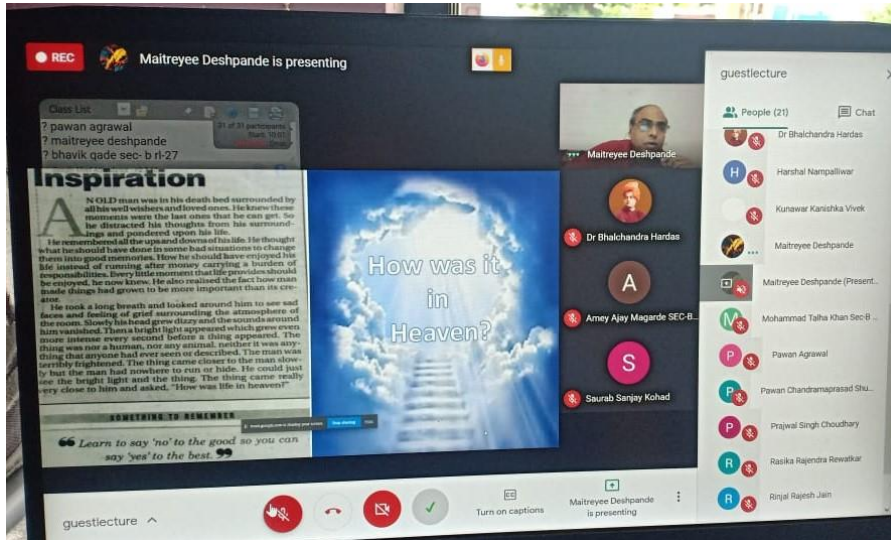 REC
Maitreyee Deshpande is presenting
Class List
31 of 31 participants
? pawan agrawal
? maitreyee deshpande
? bhavik gade sec- b rl-27
Inspiration
AN OLD man was in his death bed surrounded by
all his well wishers and loved ones. He knew these
moments were the last ones that he can get. So
he distracted his thoughts from his surround-
ings and pondered upon his life.
He remembered all the ups and downs of his life. He thought
what he should have done in some bad situations to change
them into good memories. How he should have enjoyed his
life instead of running after money carrying a burden of
responsibilities. Every little moment that life provides should
be enjoyed, he now knew. He also realised the fact how man
made things had grown to be more important than its cre-
ator.
He took a long breath and looked around him to see sad
faces and feeling of grief surrounding the atmosphere of
the room. Slowly his head grew dizzy and the sounds around
him vanished. Then a bright light appeared which grew even
more intense every second before a thing appeared. The
thing was nor a human, nor any animal, neither it was any-
thing that anyone had ever seen or described. The man was
terribly frightened. The thing came closer to the man slow-
y but the man had nowhere to run or hide. He could just
see the bright light and the thing. The thing came really
very close to him and asked, "How was life in heaven?"
SOMETHING TO REMEMBER
Learn to say 'no' to the good so you can
say 'yes' to the best.
How was it
in
Heaven?
Stop sharing
Hide
Maitreyee Deshpande
Dr Bhalchandra Hardas
A
Amey Ajay Magarde SEC-B...
S
Saurab Sanjay Kohad
guestlecture
People (21)
Chat
Dr Bhalchandra Hardas
H
Harshal Nampalliwar
Kunawar Kanishka Vivek
Maitreyee Deshpande
Maitreyee Deshpande (Present...
M
Mohammad Talha Khan Sec-B ...
P
Pawan Agrawal
P
Pawan Chandramaprasad Shu...
P
Prajwal Singh Choudhary
R
Rasika Rajendra Rewatkar
R
Rinjal Rajesh Jain
guestlecture
CC
Turn on captions
Maitreyee Deshpande
is presenting